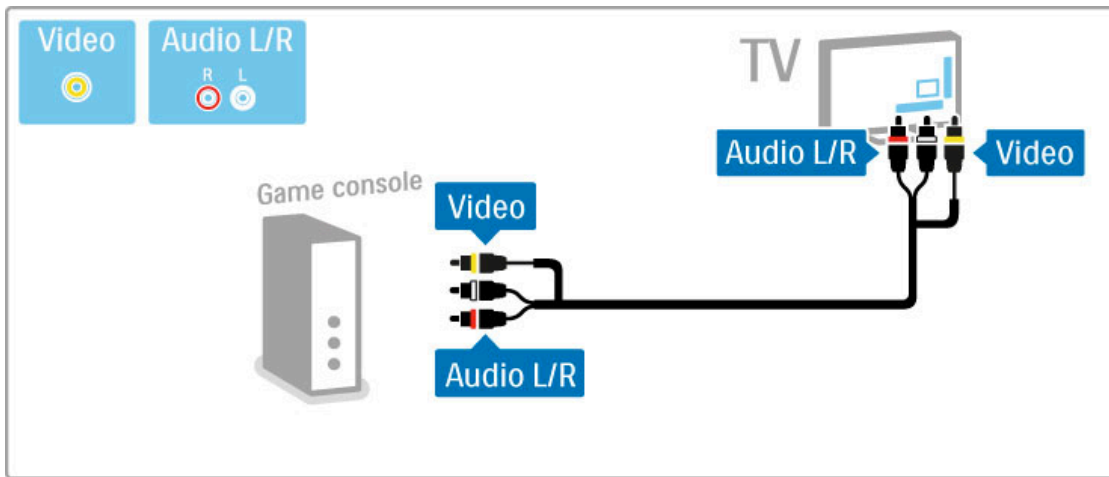 Video
Audio L/R
R L
TV
Audio L/R
Video
Game console
Video
Audio L/R